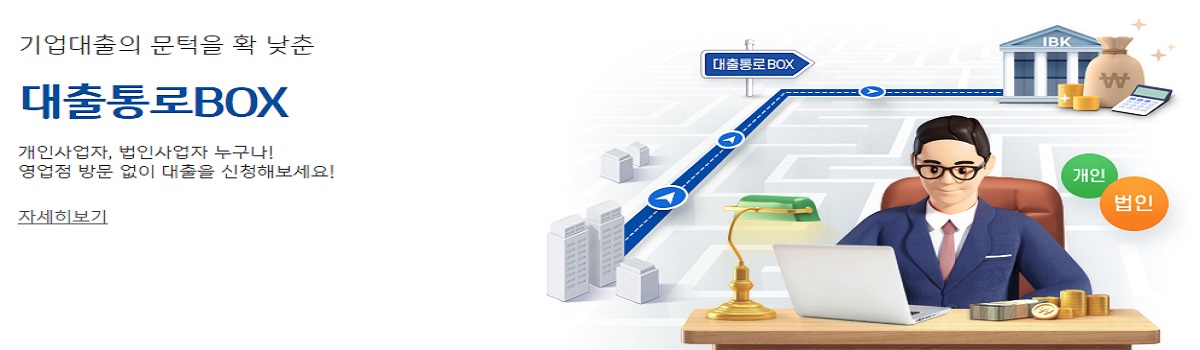 기업대출의 문턱을 확 낮춘
대출통로BOX
개인사업자, 법인사업자 누구나!
영업점 방문 없이 대출을 신청해보세요!
자세히보기
대출통로BOX
IBK
₩
개인
법인